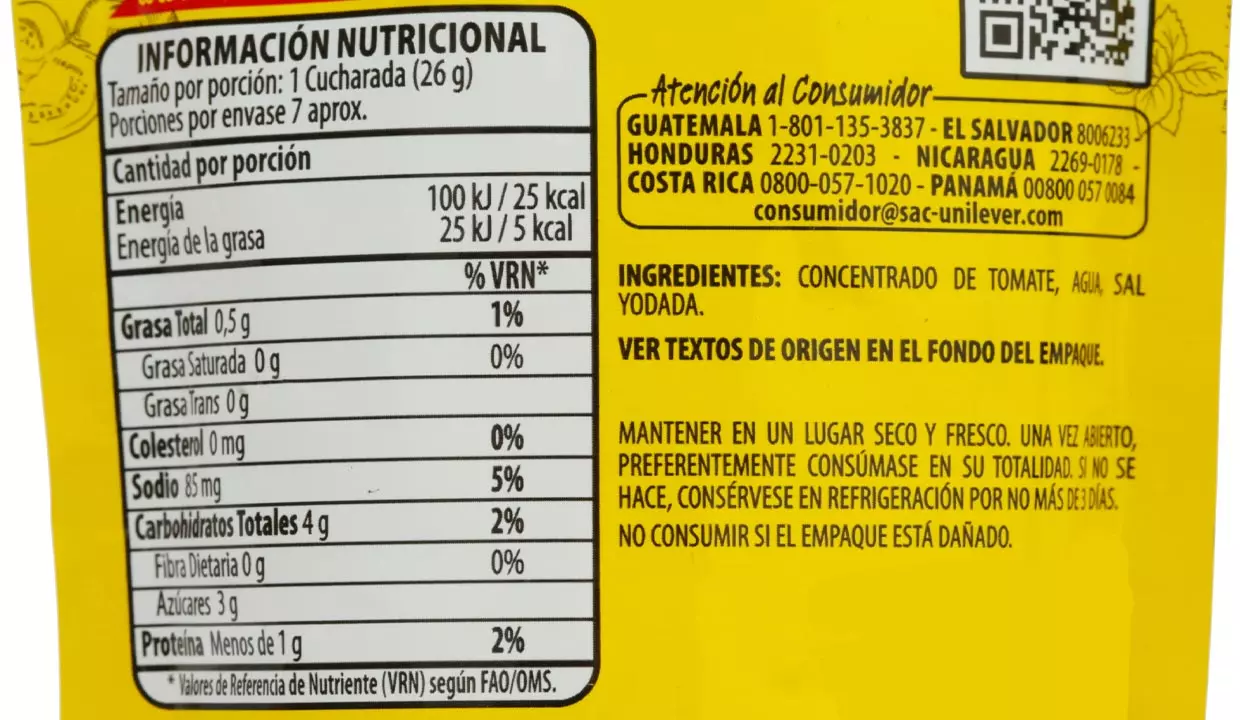 INFORMACIÓN NUTRICIONAL
Tamaño por porción: 1 Cucharada (26 g)
Porciones por envase 7 aprox.
Cantidad por porción
Energía 100 kJ / 25 kcal
Energía de la grasa 25 kJ / 5 kcal
% VRN*
Grasa Total 0,5 g 1%
Grasa Saturada 0 g 0%
Grasa Trans 0 g
Colesterol 0 mg 0%
Sodio 85 mg 5%
Carbohidratos Totales 4 g 2%
Fibra Dietaria 0 g 0%
Azúcares 3 g
Proteína Menos de 1 g 2%
* Valores de Referencia de Nutriente (VRN) según FAO/OMS.
Atención al Consumidor
GUATEMALA 1-801-135-3837 - EL SALVADOR 8006233 -
HONDURAS 2231-0203 - NICARAGUA 2269-0178 -
COSTA RICA 0800-057-1020 - PANAMÁ 00800 057 0084
consumidor@sac-unilever.com
INGREDIENTES: CONCENTRADO DE TOMATE, AGUA, SAL
YODADA.
VER TEXTOS DE ORIGEN EN EL FONDO DEL EMPAQUE.
MANTENER EN UN LUGAR SECO Y FRESCO. UNA VEZ ABIERTO,
PREFERENTEMENTE CONSÚMASE EN SU TOTALIDAD. SI NO SE
HACE, CONSÉRVESE EN REFRIGERACIÓN POR NO MÁS DE 3 DÍAS.
NO CONSUMIR SI EL EMPAQUE ESTÁ DAÑADO.